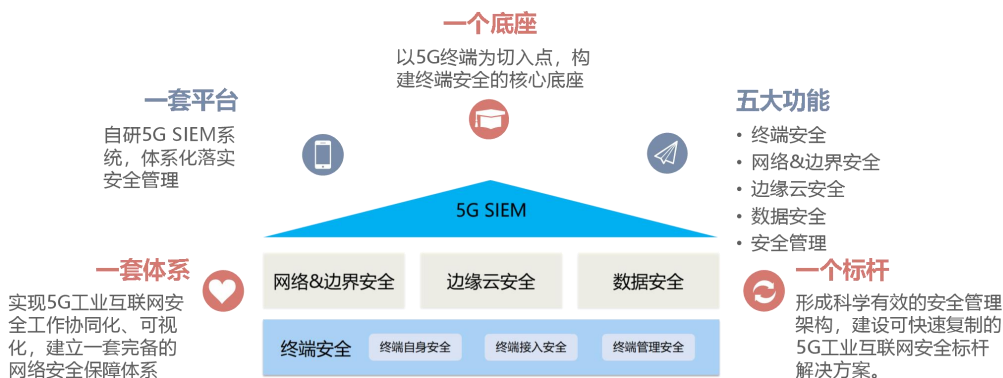 一个底座
以5G终端为切入点，构
建终端安全的核心底座
一套平台
自研5G SIEM系
统，体系化落实
安全管理
五大功能
• 终端安全
• 网络&边界安全
• 边缘云安全
• 数据安全
• 安全管理
5G SIEM
一套体系
实现5G工业互联网安
全工作协同化、可视
化，建立一套完备的
网络安全保障体系
网络&边界安全
边缘云安全
数据安全
终端安全
终端自身安全
终端接入安全
终端管理安全
一个标杆
形成科学有效的安全管理
架构，建设可快速复制的
5G工业互联网安全标杆
解决方案。